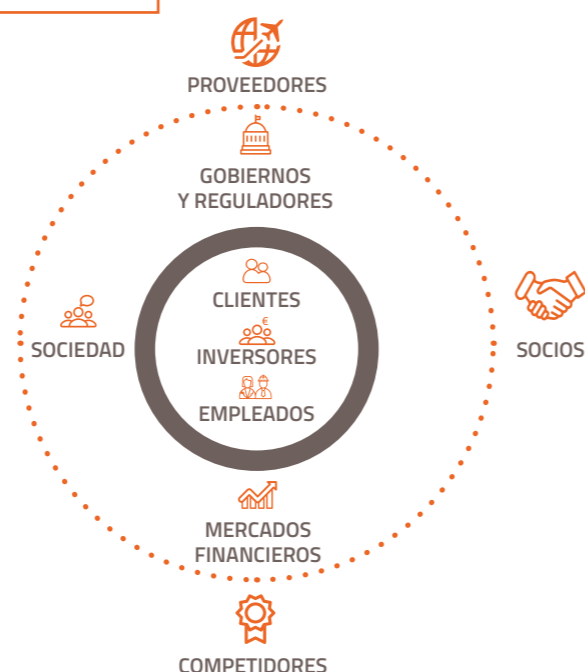 PROVEEDORES
GOBIERNOS
Y REGULADORES
CLIENTES
SOCIEDAD
INVERSORES
SOCIOS
EMPLEADOS
MERCADOS
FINANCIEROS
COMPETIDORES